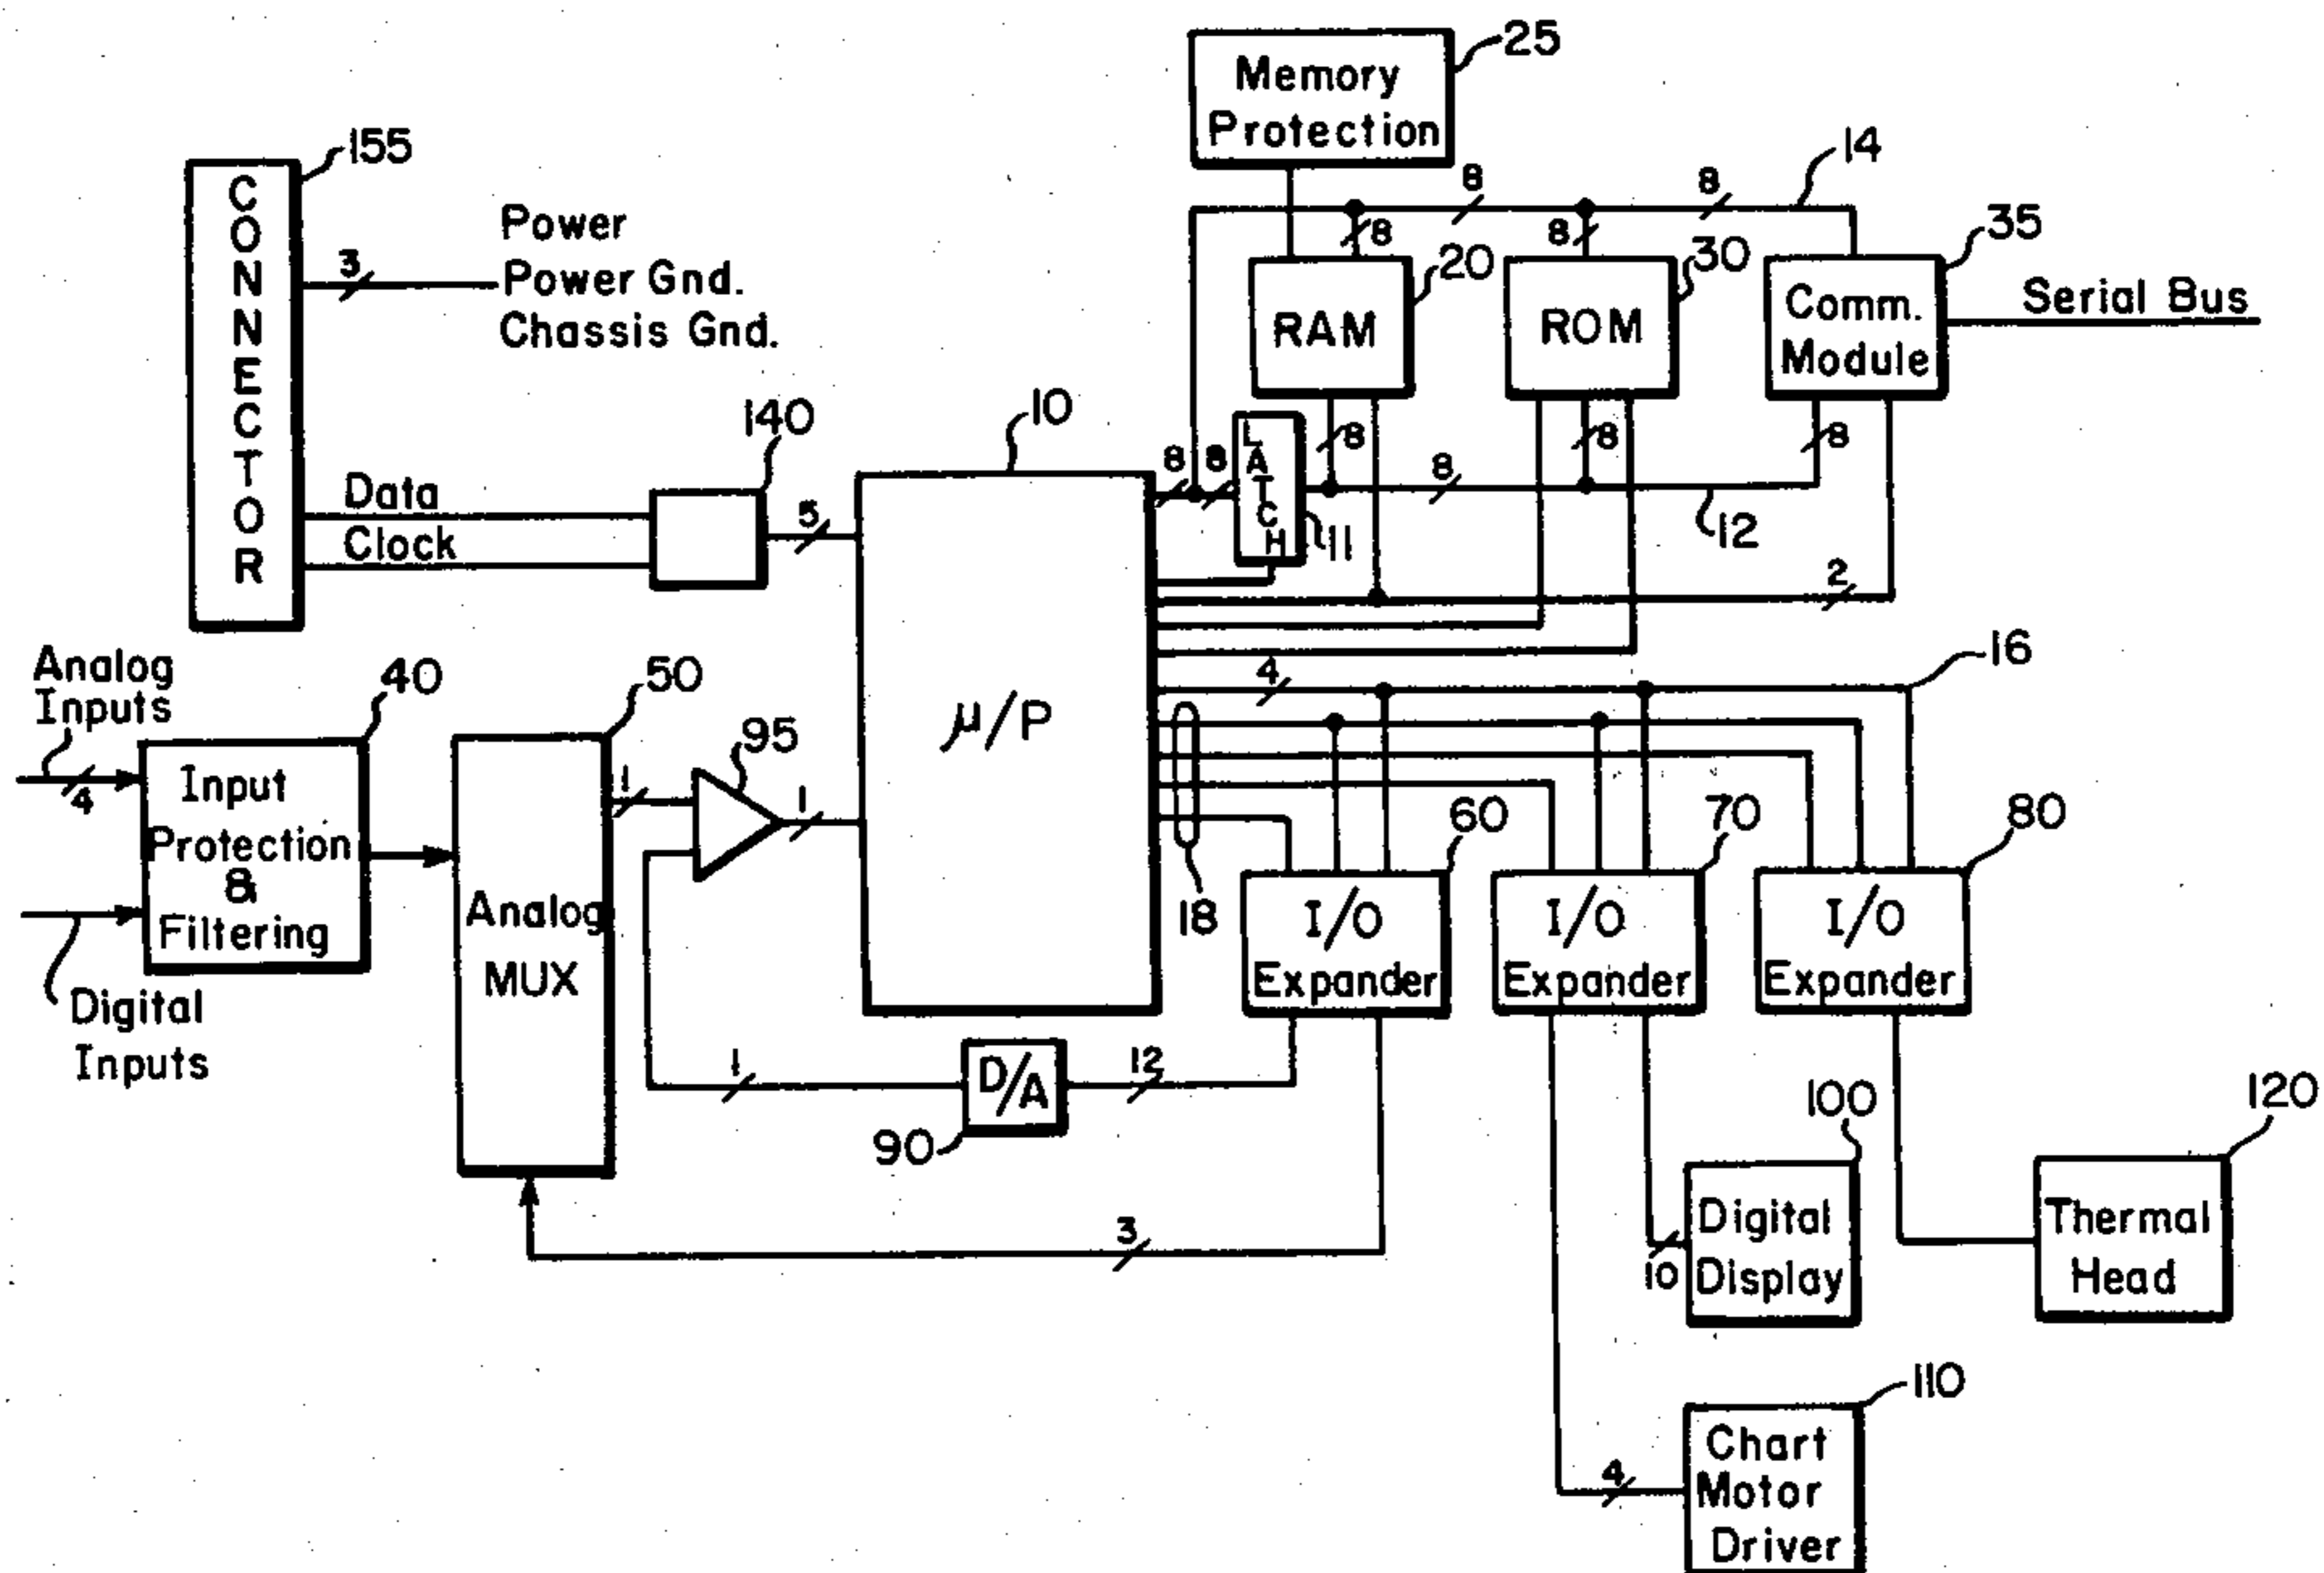 25
Memory
Protection
155
CONNECTOR
3
Power
Power Gnd.
Chassis Gnd.
8
8
14
8
8
20
RAM
30
ROM
35
Comm.
Module
Serial Bus
140
Data
Clock
5
10
μ/P
8
8
LATCH
11
8
8
8
8
12
2
4
16
18
Analog
Inputs
4
40
Input
Protection
&
Filtering
Digital
Inputs
50
Analog
MUX
1
95
1
60
I/O
Expander
70
I/O
Expander
80
I/O
Expander
1
D/A
90
12
3
100
10
Digital
Display
120
Thermal
Head
110
4
Chart
Motor
Driver